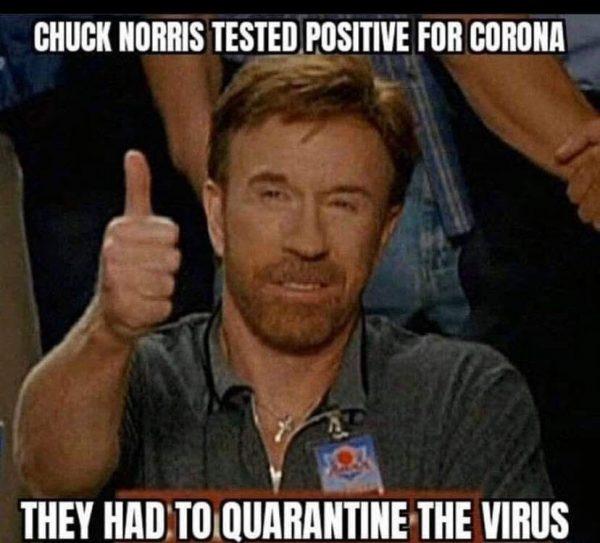 CHUCK NORRIS TESTED POSITIVE FOR CORONA
THEY HAD TO QUARANTINE THE VIRUS